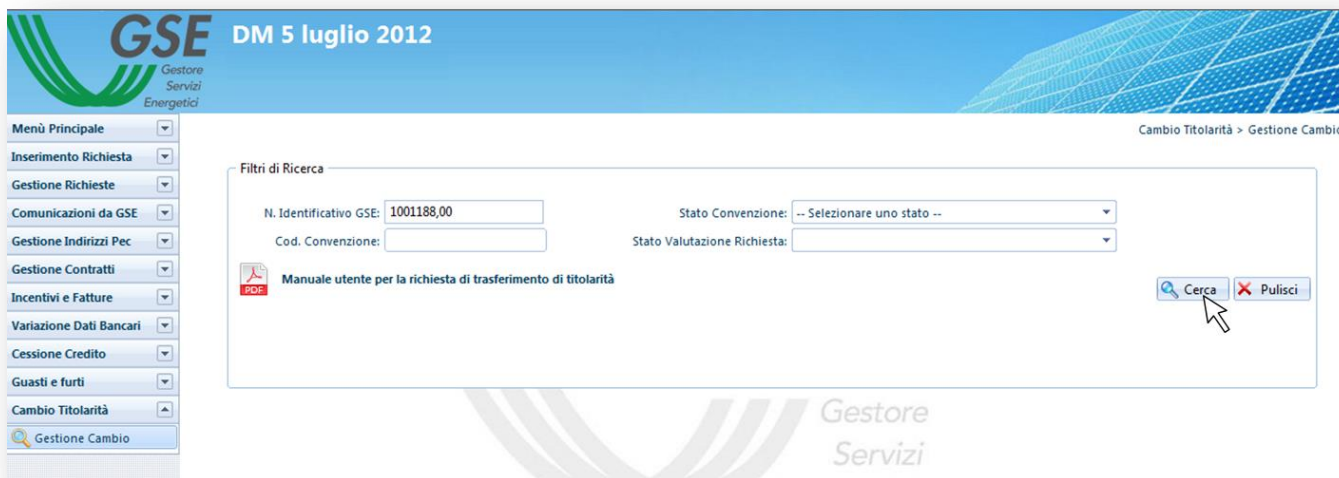 GSE
Gestore
Servizi
Energetici
DM 5 luglio 2012
Cambio Titolarità > Gestione Cambio
Menù Principale
Inserimento Richiesta
Gestione Richieste
Comunicazioni da GSE
Gestione Indirizzi Pec
Gestione Contratti
Incentivi e Fatture
Variazione Dati Bancari
Cessione Credito
Guasti e furti
Cambio Titolarità
Gestione Cambio
Filtri di Ricerca
N. Identificativo GSE: 1001188,00 Stato Convenzione: -- Selezionare uno stato --
Cod. Convenzione: Stato Valutazione Richiesta:
PDF Manuale utente per la richiesta di trasferimento di titolarità
Cerca Pulisci
Gestore
Servizi